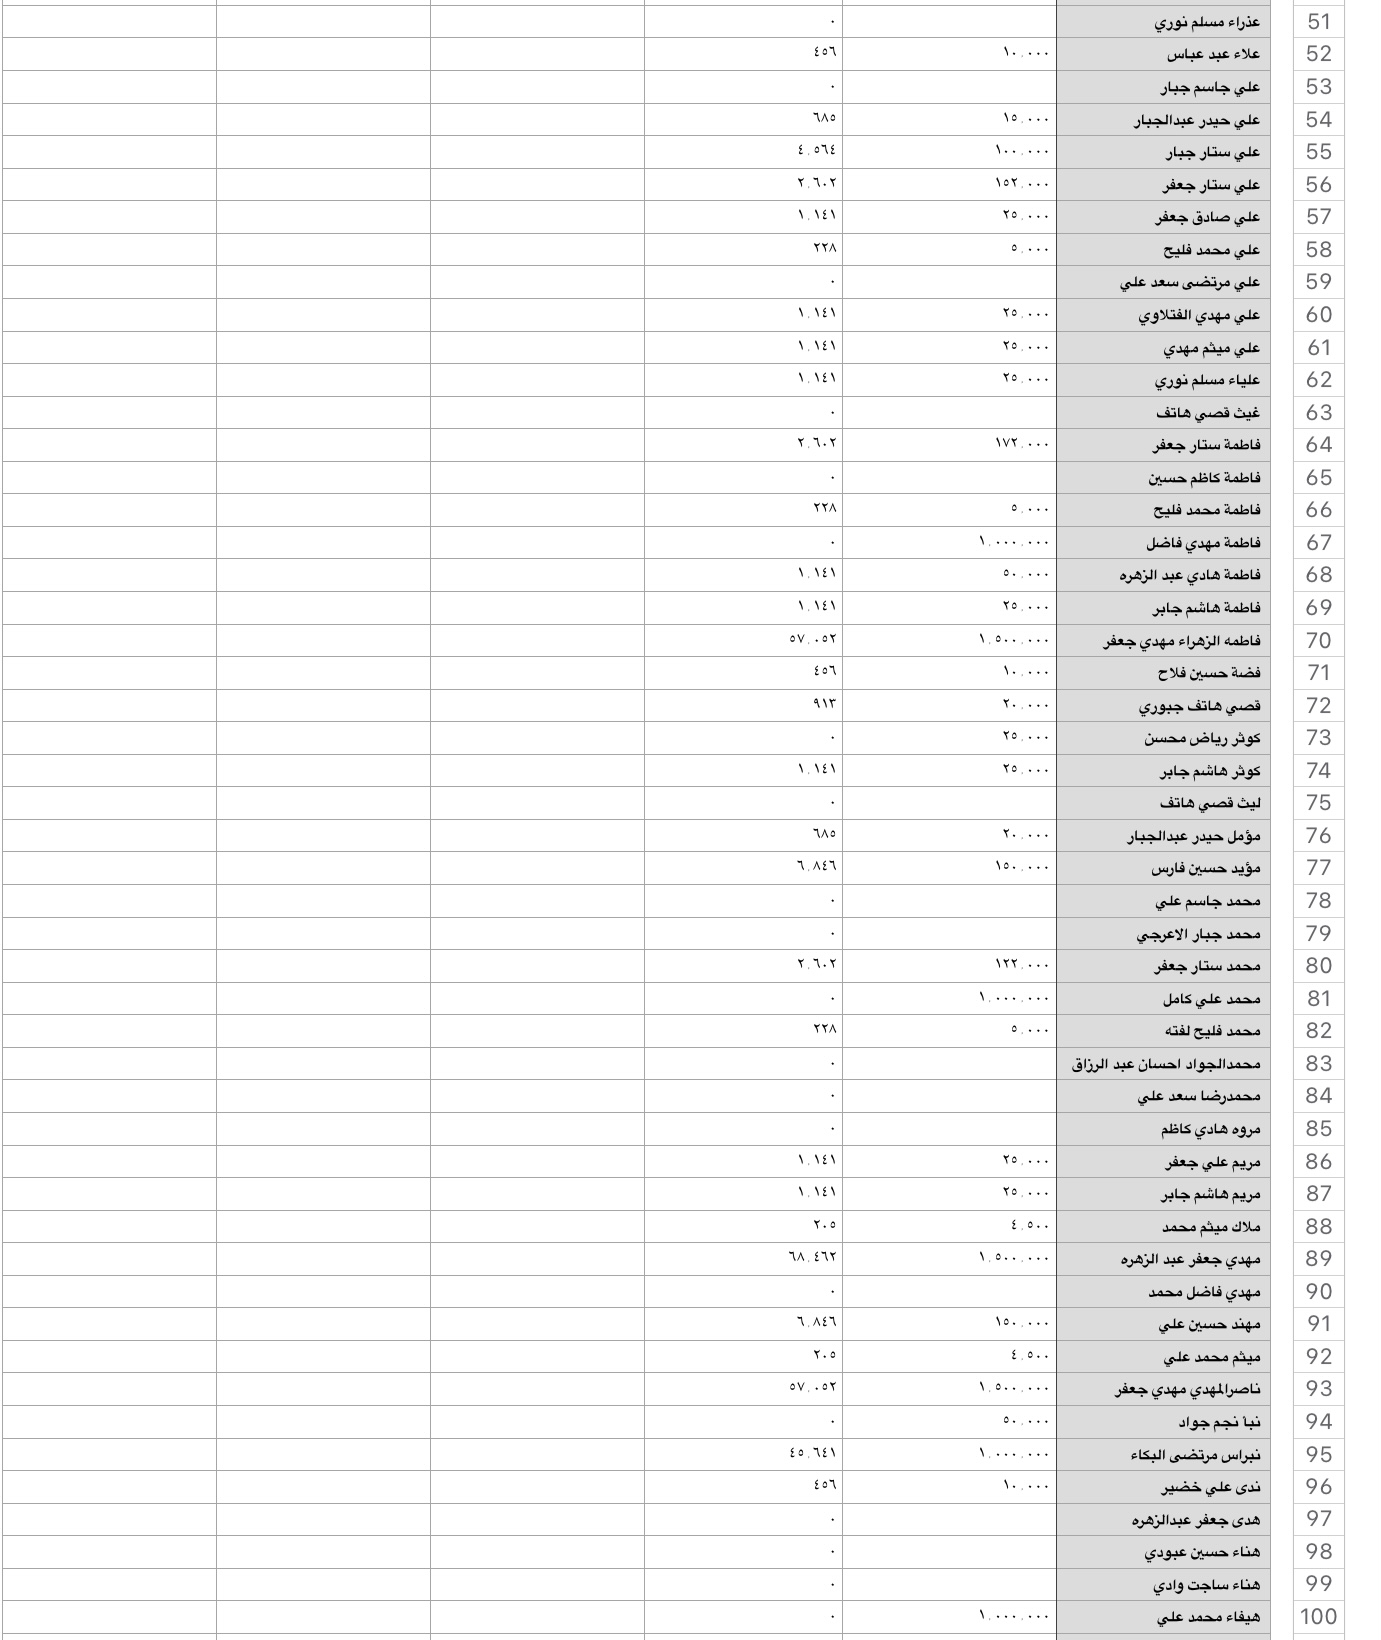 51 عذراء مسلم نوري ٠
52 علاء عبد عباس ١٠.٠٠٠ ٤٥٦
53 علي جاسم جبار ٠
54 علي حيدر عبدالجبار ١٥.٠٠٠ ٦٨٥
55 علي ستار جبار ١٠٠.٠٠٠ ٤.٥٦٤
56 علي ستار جعفر ١٥٢.٠٠٠ ٢.٦٠٢
57 علي صادق جعفر ٢٥.٠٠٠ ١.١٤١
58 علي محمد فليح ٥.٠٠٠ ٢٢٨
59 علي مرتضى سعد علي ٠
60 علي مهدي الفتلاوي ٢٥.٠٠٠ ١.١٤١
61 علي ميثم مهدي ٢٥.٠٠٠ ١.١٤١
62 علياء مسلم نوري ٢٥.٠٠٠ ١.١٤١
63 غيث قصي هاتف ٠
64 فاطمة ستار جعفر ١٧٢.٠٠٠ ٢.٦٠٢
65 فاطمة كاظم حسين ٠
66 فاطمة محمد فليح ٥.٠٠٠ ٢٢٨
67 فاطمة مهدي فاضل ١.٠٠٠.٠٠٠ ٠
68 فاطمة هادي عبد الزهره ٥٠.٠٠٠ ١.١٤١
69 فاطمة هاشم جابر ٢٥.٠٠٠ ١.١٤١
70 فاطمه الزهراء مهدي جعفر ١.٥٠٠.٠٠٠ ٥٧.٠٥٢
71 فضة حسين فلاح ١٠.٠٠٠ ٤٥٦
72 قصي هاتف جبوري ٢٠.٠٠٠ ٩١٣
73 كوثر رياض محسن ٢٥.٠٠٠ ٠
74 كوثر هاشم جابر ٢٥.٠٠٠ ١.١٤١
75 ليث قصي هاتف ٠
76 مؤمل حيدر عبدالجبار ٢٠.٠٠٠ ٦٨٥
77 مؤيد حسين فارس ١٥٠.٠٠٠ ٦.٨٤٦
78 محمد جاسم علي ٠
79 محمد جبار الاعرجي ٠
80 محمد ستار جعفر ١٢٢.٠٠٠ ٢.٦٠٢
81 محمد علي كامل ١.٠٠٠.٠٠٠ ٠
82 محمد فليح لفته ٥.٠٠٠ ٢٢٨
83 محمدالجواد احسان عبد الرزاق ٠
84 محمدرضا سعد علي ٠
85 مروه هادي كاظم ٠
86 مريم علي جعفر ٢٥.٠٠٠ ١.١٤١
87 مريم هاشم جابر ٢٥.٠٠٠ ١.١٤١
88 ملاك ميثم محمد ٤.٥٠٠ ٢٠٥
89 مهدي جعفر عبد الزهره ١.٥٠٠.٠٠٠ ٦٨.٤٦٢
90 مهدي فاضل محمد ٠
91 مهند حسين علي ١٥٠.٠٠٠ ٦.٨٤٦
92 ميثم محمد علي ٤.٥٠٠ ٢٠٥
93 ناصرالمهدي مهدي جعفر ١.٥٠٠.٠٠٠ ٥٧.٠٥٢
94 نبأ نجم جواد ٥٠.٠٠٠ ٠
95 نبراس مرتضى البكاء ١.٠٠٠.٠٠٠ ٤٥.٦٤١
96 ندى علي خضير ١٠.٠٠٠ ٤٥٦
97 هدى جعفر عبدالزهره ٠
98 هناء حسين عبودي ٠
99 هناء ساجت وادي ٠
100 هيفاء محمد علي ١.٠٠٠.٠٠٠ ٠